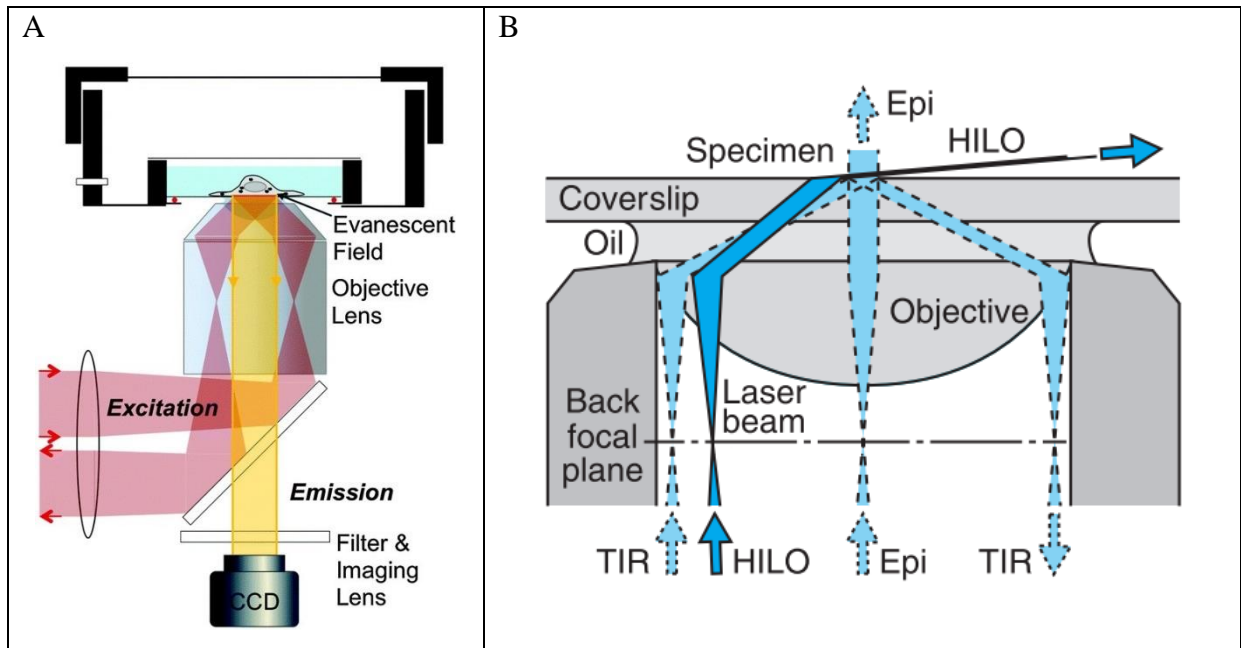 A
Evanescent
Field
Objective
Lens
Excitation
Emission
Filter &
Imaging
Lens
CCD
B
Epi
HILO
Specimen
Coverslip
Oil
Objective
Laser
beam
Back
focal
plane
TIR
HILO
Epi
TIR